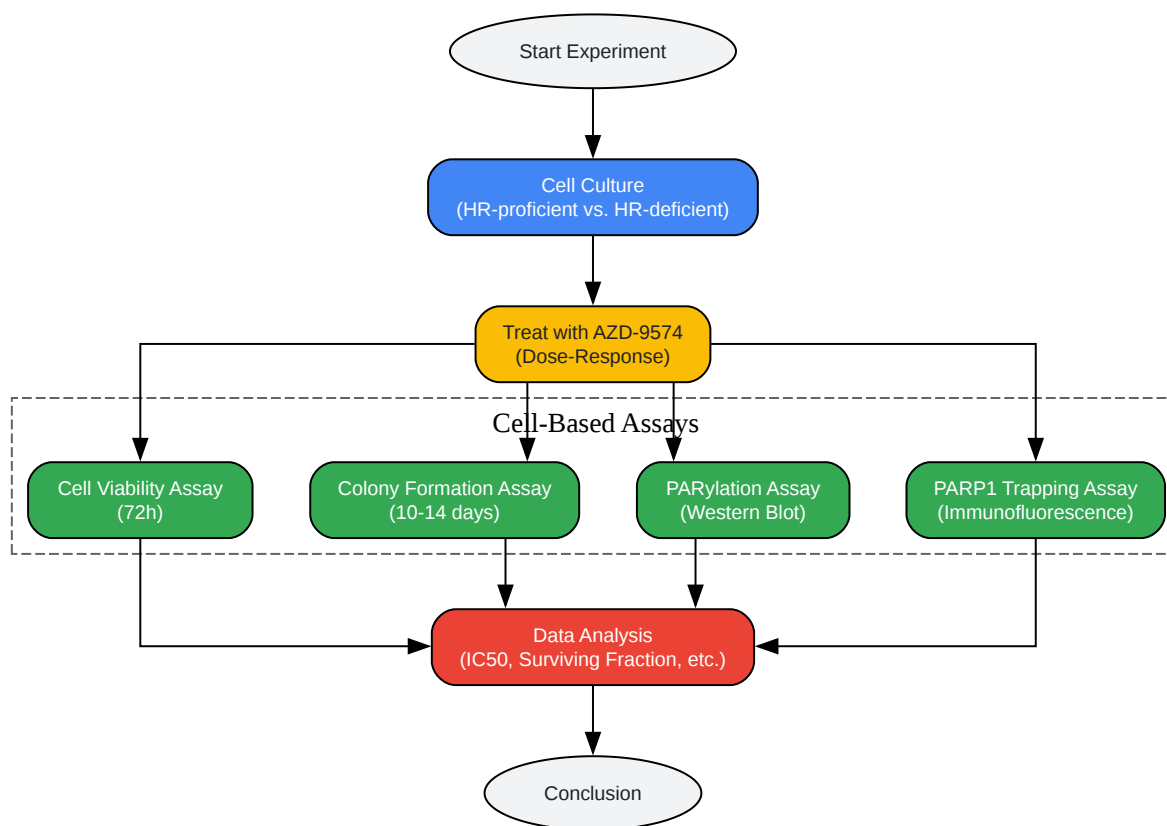 Start Experiment
Cell Culture
(HR-proficient vs. HR-deficient)
Treat with AZD-9574
(Dose-Response)
Cell-Based Assays
Cell Viability Assay
(72h)
Colony Formation Assay
(10-14 days)
PARylation Assay
(Western Blot)
PARP1 Trapping Assay
(Immunofluorescence)
Data Analysis
(IC50, Surviving Fraction, etc.)
Conclusion